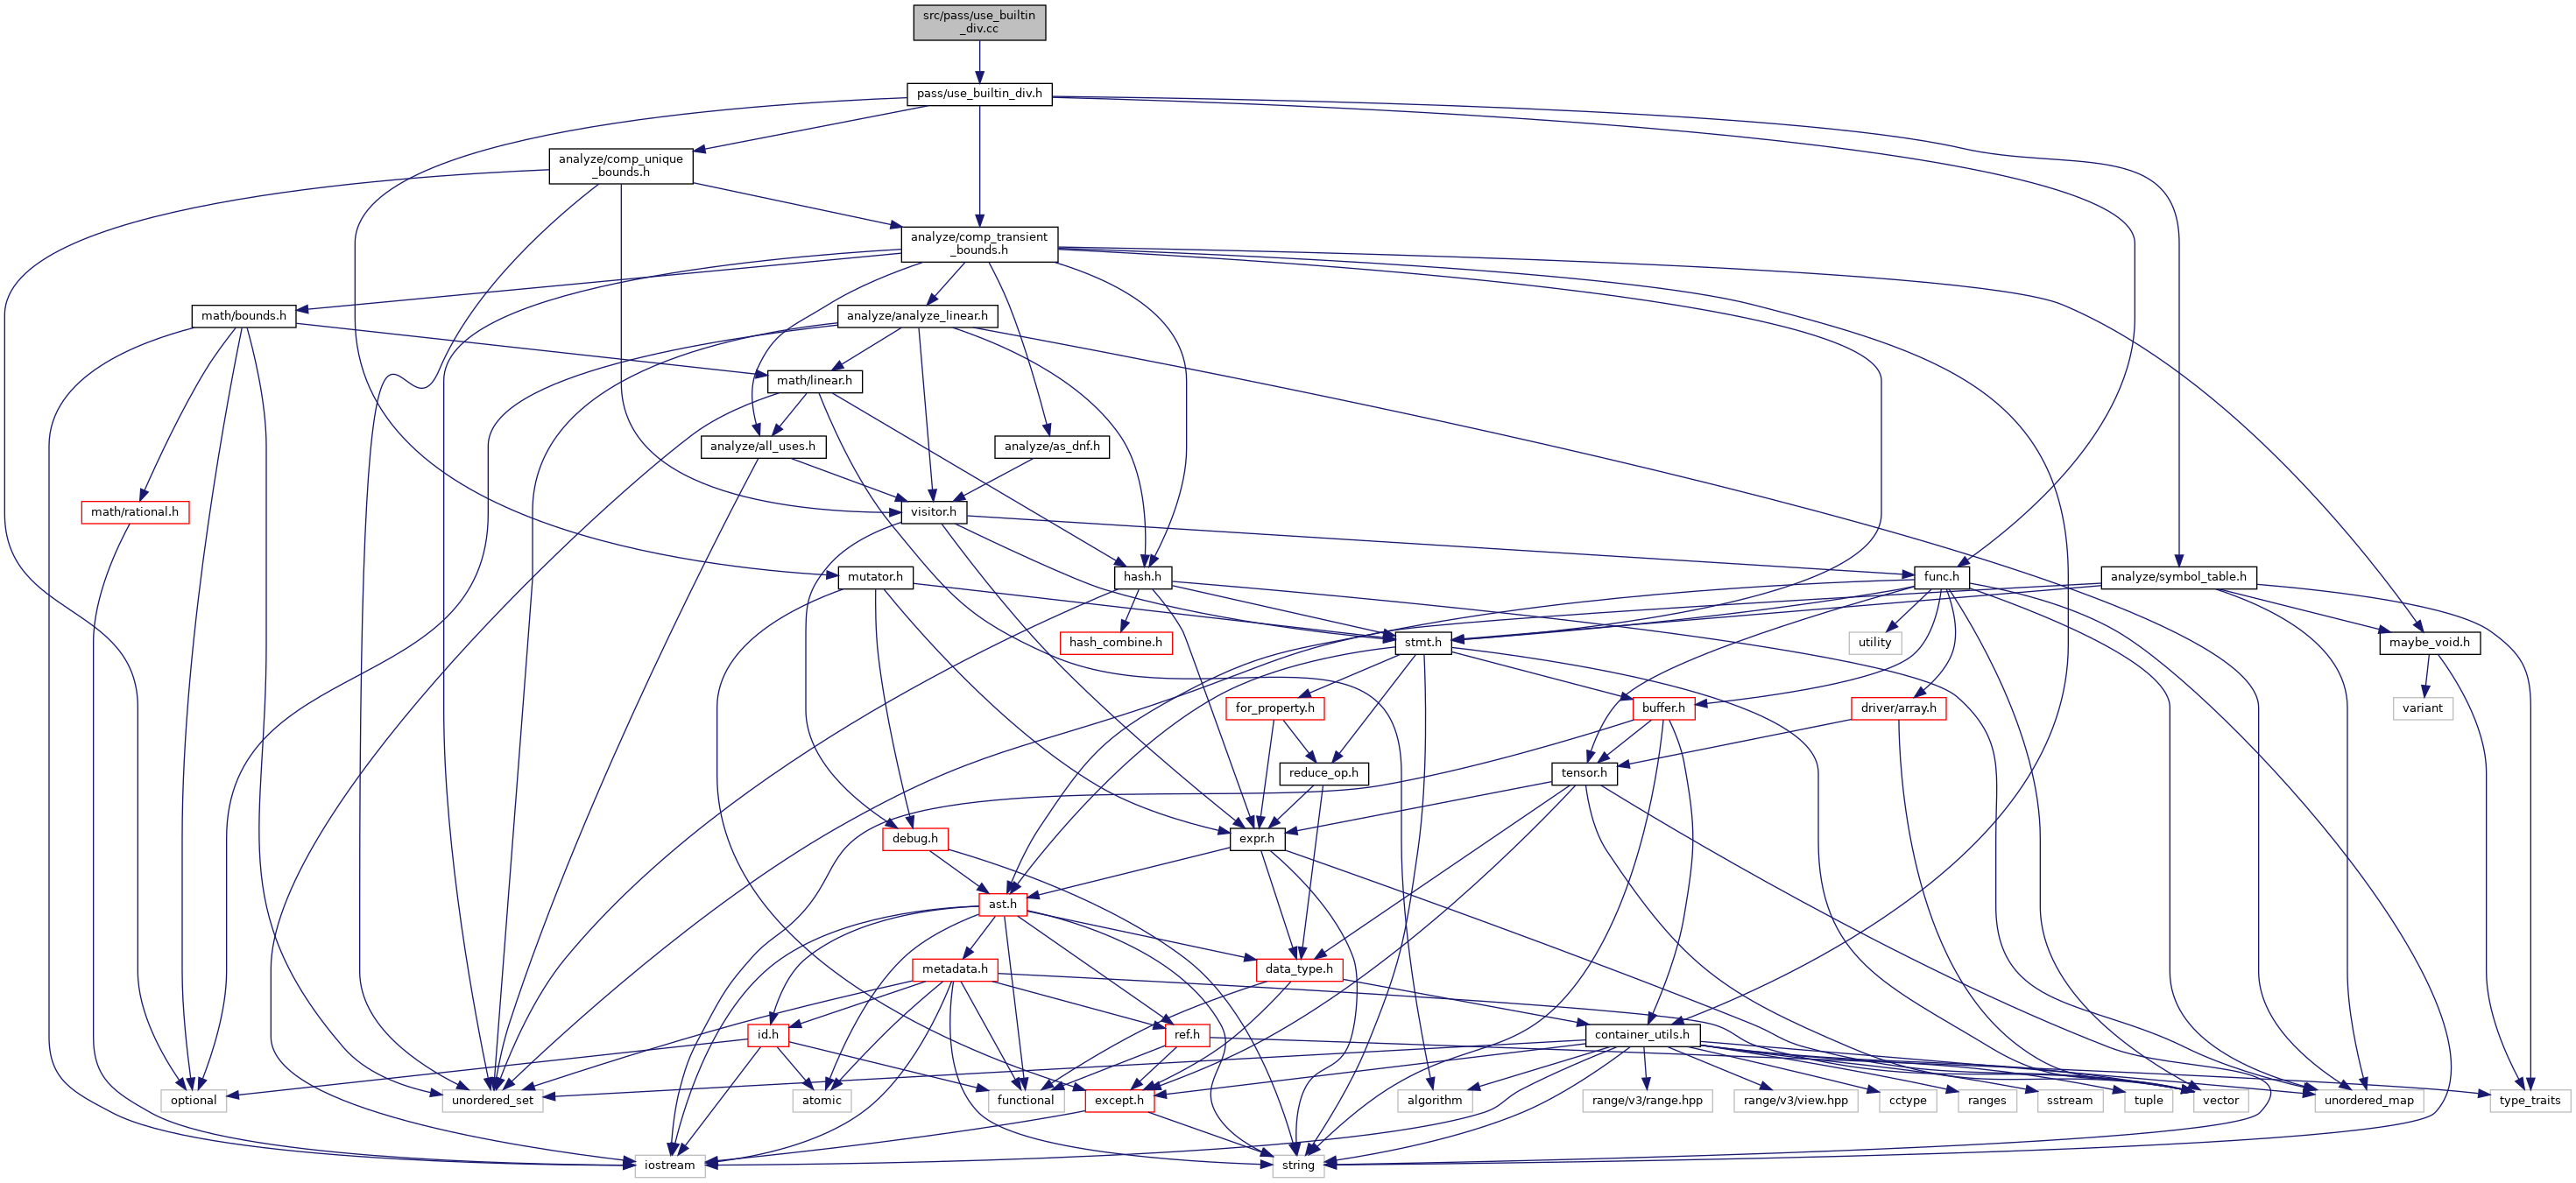 src/pass/use_builtin
_div.cc
pass/use_builtin_div.h
analyze/comp_unique
_bounds.h
analyze/comp_transient
_bounds.h
math/bounds.h
analyze/analyze_linear.h
math/linear.h
analyze/all_uses.h
analyze/as_dnf.h
math/rational.h
visitor.h
mutator.h
hash.h
func.h
analyze/symbol_table.h
hash_combine.h
stmt.h
utility
maybe_void.h
for_property.h
buffer.h
driver/array.h
variant
reduce_op.h
tensor.h
debug.h
expr.h
ast.h
metadata.h
data_type.h
id.h
ref.h
container_utils.h
optional
unordered_set
atomic
functional
except.h
algorithm
range/v3/range.hpp
range/v3/view.hpp
cctype
ranges
sstream
tuple
vector
unordered_map
type_traits
iostream
string